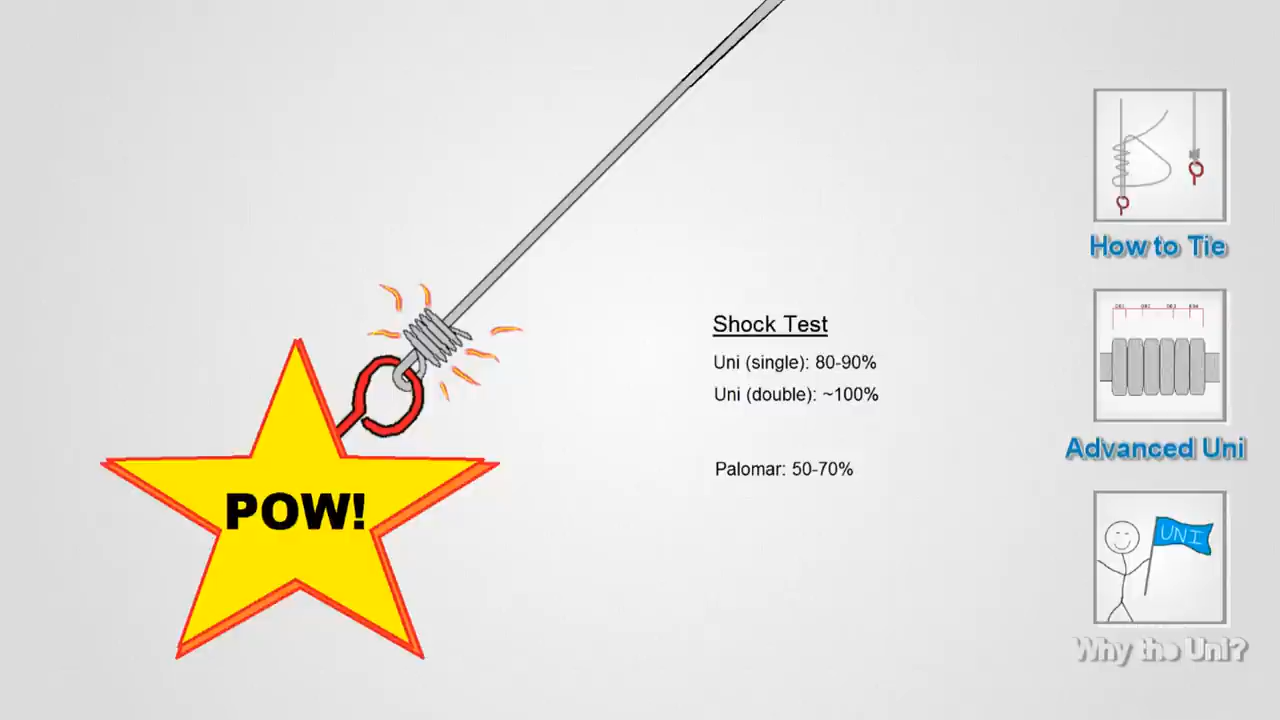 Shock Test
Uni (single): 80-90%
Uni (double): ~100%
Palomar: 50-70%
POW!
How to Tie
Advanced Uni
UNI
Why the Uni?